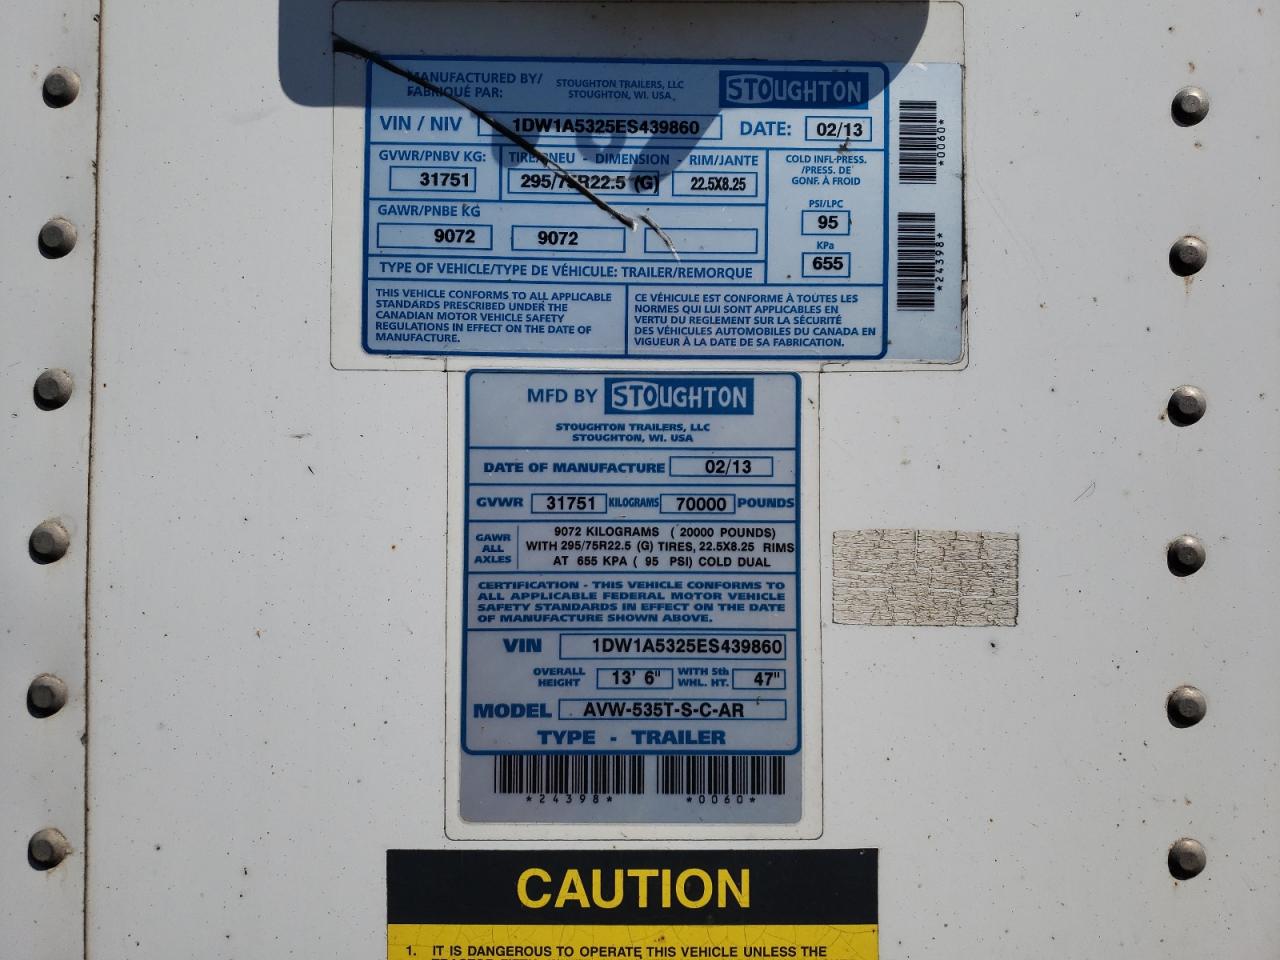 MANUFACTURED BY/ STOUGHTON TRAILERS, LLC STOUGHTON
FABRIQUÉ PAR: STOUGHTON, WI. USA.
VIN / NIV 1DW1A5325ES439860 DATE: 02/13
GVWR/PNBV KG: TIRE/PNEU - DIMENSION - RIM/JANTE
31751 295/75R22.5 (G) 22.5X8.25
COLD INFL-PRESS.
/PRESS. DE
GONF. À FROID
PSI/LPC
95
KPa
655
GAWR/PNBE KG
9072 9072
TYPE OF VEHICLE/TYPE DE VÉHICULE: TRAILER/REMORQUE
THIS VEHICLE CONFORMS TO ALL APPLICABLE
STANDARDS PRESCRIBED UNDER THE
CANADIAN MOTOR VEHICLE SAFETY
REGULATIONS IN EFFECT ON THE DATE OF
MANUFACTURE.
CE VÉHICULE EST CONFORME À TOUTES LES
NORMES QUI LUI SONT APPLICABLES EN
VERTU DU REGLEMENT SUR LA SÉCURITÉ
DES VÉHICULES AUTOMOBILES DU CANADA EN
VIGUEUR À LA DATE DE SA FABRICATION.
*0060*
*24398*
MFD BY STOUGHTON
STOUGHTON TRAILERS, LLC
STOUGHTON, WI. USA
DATE OF MANUFACTURE 02/13
GVWR 31751 KILOGRAMS 70000 POUNDS
GAWR
ALL
AXLES
9072 KILOGRAMS ( 20000 POUNDS)
WITH 295/75R22.5 (G) TIRES, 22.5X8.25 RIMS
AT 655 KPA ( 95 PSI) COLD DUAL
CERTIFICATION - THIS VEHICLE CONFORMS TO
ALL APPLICABLE FEDERAL MOTOR VEHICLE
SAFETY STANDARDS IN EFFECT ON THE DATE
OF MANUFACTURE SHOWN ABOVE.
VIN 1DW1A5325ES439860
OVERALL HEIGHT 13' 6" WITH 5th WHL. HT. 47"
MODEL AVW-535T-S-C-AR
TYPE - TRAILER
*24398* *0060*
CAUTION
1. IT IS DANGEROUS TO OPERATE THIS VEHICLE UNLESS THE